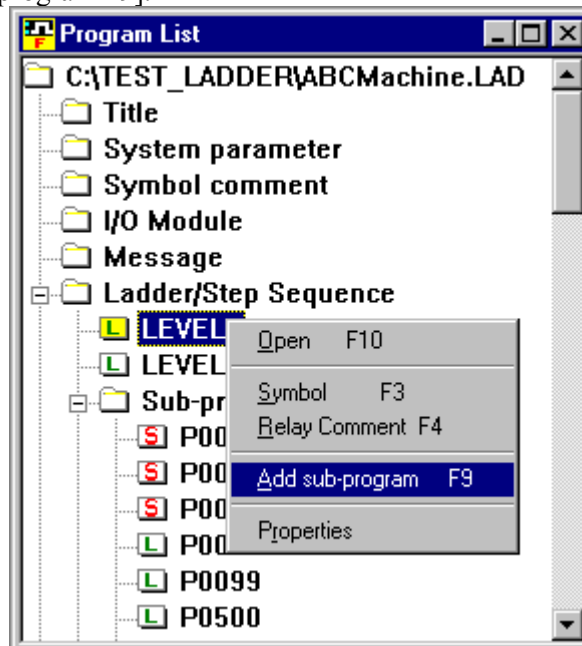 Program List
C:\TEST_LADDER\ABCMachine.LAD
Title
System parameter
Symbol comment
I/O Module
Message
Ladder/Step Sequence
L LEVEL
L LEVEL
Sub-pr
S P00
S P00
S P00
L P00
L P0099
L P0500
Open F10
Symbol F3
Relay Comment F4
Add sub-program F9
Properties